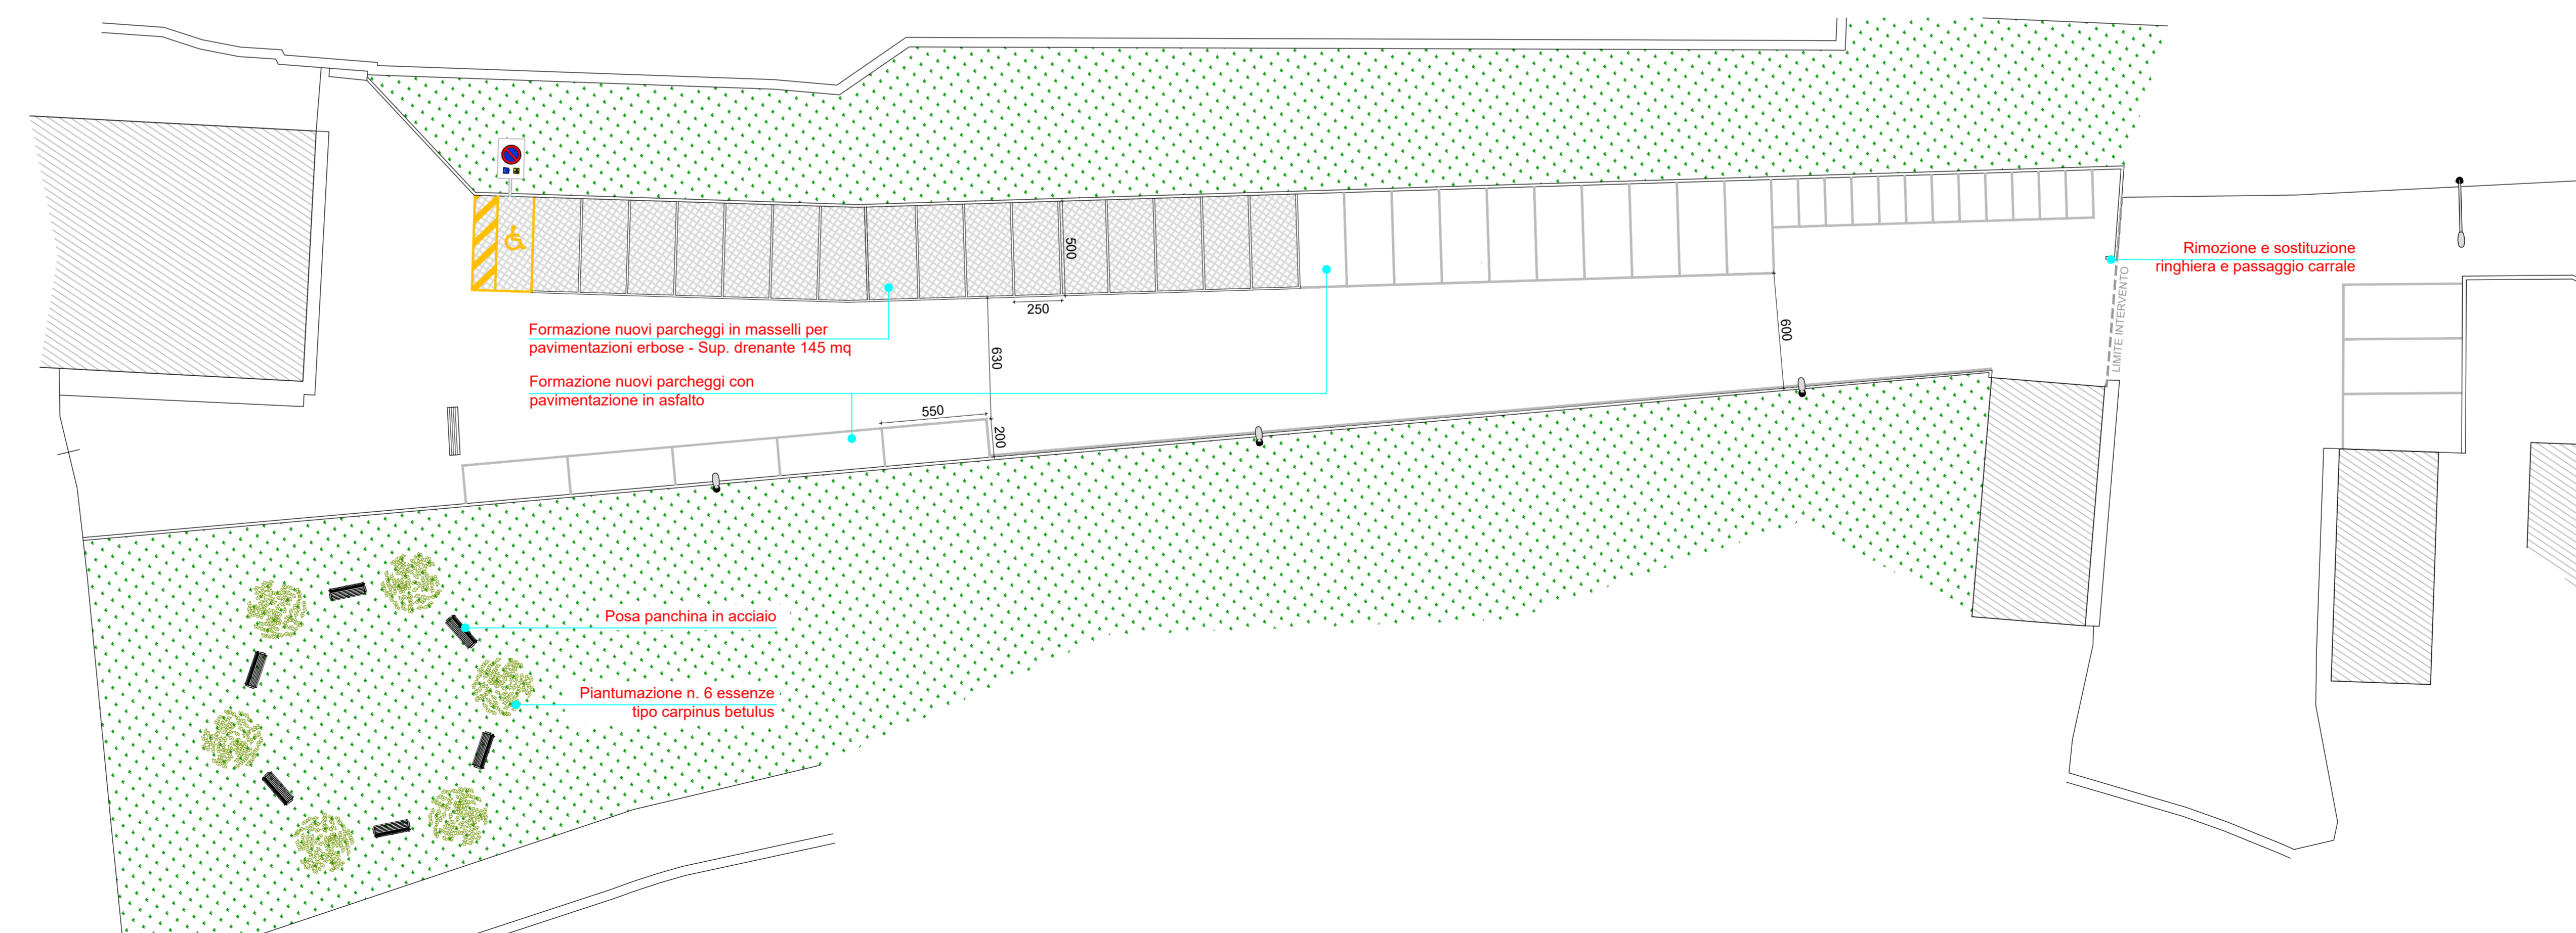 Rimozione e sostituzione
ringhiera e passaggio carrale
LIMITE INTERVENTO
500
250
600
Formazione nuovi parcheggi in masselli per
pavimentazioni erbose - Sup. drenante 145 mq
630
Formazione nuovi parcheggi con
pavimentazione in asfalto
550
200
Posa panchina in acciaio
Piantumazione n. 6 essenze
tipo carpinus betulus